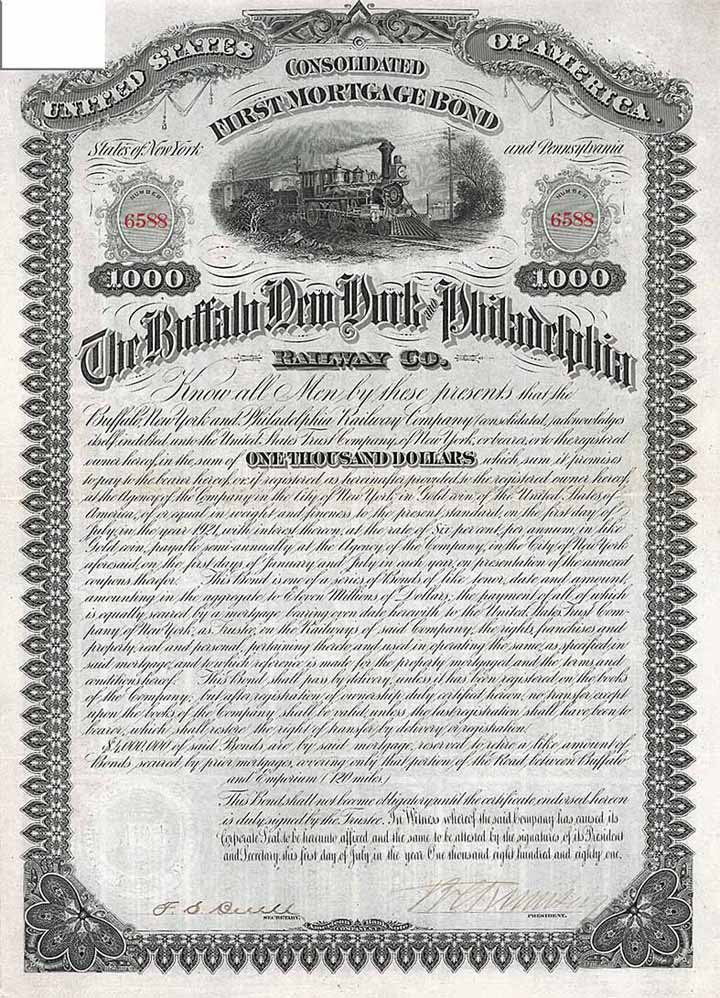 UNITED STATES OF AMERICA.
CONSOLIDATED
FIRST MORTGAGE BOND
States of New York and Pennsylvania
NUMBER NUMBER
6588 6588
1000 1000
The Buffalo New York and Philadelphia
RAILWAY CO.
Know all Men by these presents that the
Buffalo, New York and Philadelphia Railway Company, consolidated, acknowledges
itself indebted unto the United States Trust Company of New York, or bearer, or to the registered
owner hereof, in the sum of ONE THOUSAND DOLLARS, which sum it promises
to pay to the bearer hereof, or, if registered as hereinafter provided, to the registered owner hereof,
at the Agency of the Company in the City of New York, in Gold coin of the United States of
America, of or equal in weight and fineness to the present standard, on the first day of
July, in the year 1921, with interest thereon, at the rate of Six per cent, per annum, in like
Gold coin, payable semi-annually at the Agency of the Company, in the City of New York
aforesaid, on the first days of January and July in each year, on presentation of the annexed
coupons therefor. This Bond is one of a series of Bonds of like tenor, date and amount,
amounting in the aggregate to Eleven Millions of Dollars, the payment of all of which
is equally secured by a mortgage bearing even date herewith to the United States Trust Com-
pany of New York, as Trustee, on the Railways of said Company, the rights, franchises and
property, real and personal, pertaining thereto and used in operating the same, as specified in
said mortgage, and to which reference is made for the property mortgaged and the terms and
conditions hereof. This Bond shall pass by delivery, unless it has been registered on the books
of the Company; but after registration of ownership duly certified hereon, no transfer except
upon the books of the Company shall be valid, unless the last registration shall have been to
bearer, which shall restore the right of transfer by delivery or registration.
$4,000,000 of said Bonds are by said mortgage, reserved to retire a like amount of
Bonds secured by prior mortgages, covering only that portion of the Road between Buffalo
and Emporium (120 miles.)
This Bond shall not become obligatory until the certificate endorsed hereon
is duly signed by the Trustee. In Witness whereof the said Company has caused its
Corporate Seal to be hereunto affixed and the same to be attested by the signatures of its President
and Secretary, this first day of July, in the year One thousand eight hundred and eighty one.
F. S. Buell
SECRETARY. PRESIDENT.